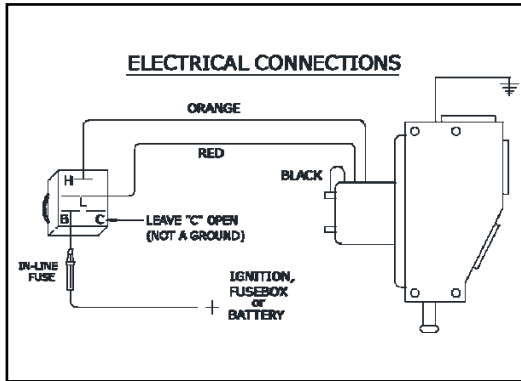 ELECTRICAL CONNECTIONS
ORANGE
RED
BLACK
H
L
B
C
LEAVE "C" OPEN
(NOT A GROUND)
IN-LINE
FUSE
+
IGNITION,
FUSEBOX
or
BATTERY